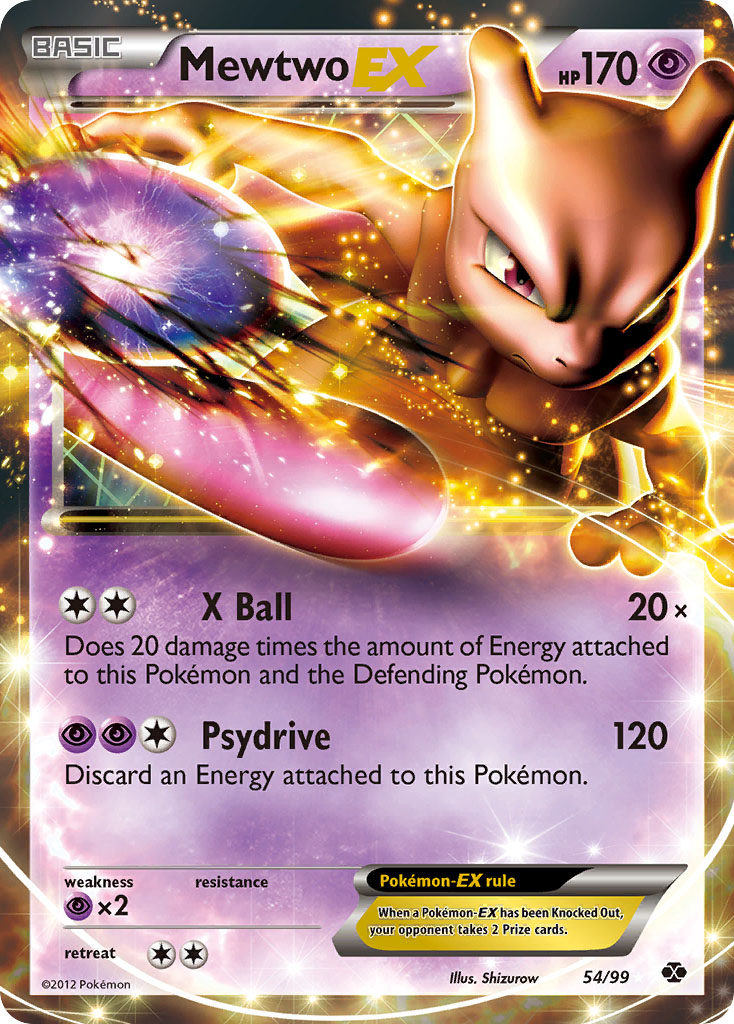 BASIC
Mewtwo EX
HP 170
X Ball 20×
Does 20 damage times the amount of Energy attached
to this Pokémon and the Defending Pokémon.
Psydrive 120
Discard an Energy attached to this Pokémon.
weakness resistance
×2
Pokémon-EX rule
When a Pokémon-EX has been Knocked Out,
your opponent takes 2 Prize cards.
retreat
©2012 Pokémon
Illus. Shizurow 54/99